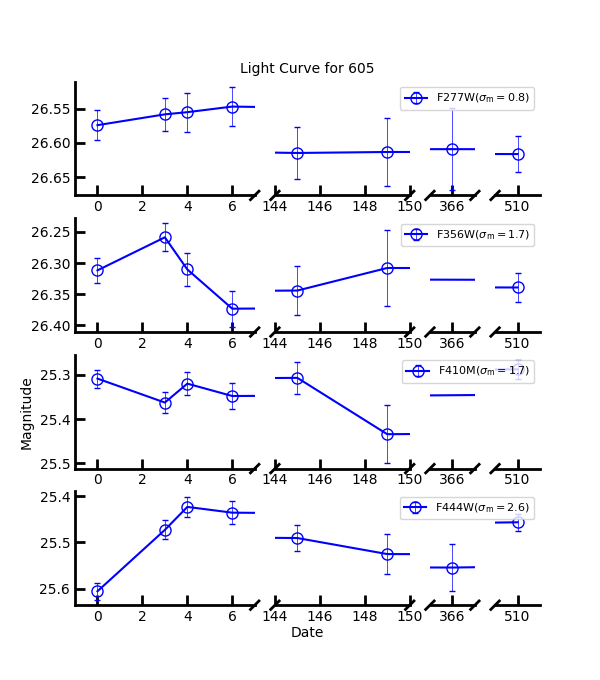 Light Curve for 605
F277W(σm = 0.8)
26.55
26.60
26.65
0 2 4 6 144 146 148 150 366 510
F356W(σm = 1.7)
26.25
26.30
26.35
26.40
0 2 4 6 144 146 148 150 366 510
F410M(σm = 1.7)
25.3
25.4
25.5
0 2 4 6 144 146 148 150 366 510
Magnitude
F444W(σm = 2.6)
25.4
25.5
25.6
0 2 4 6 144 146 148 150 366 510
Date